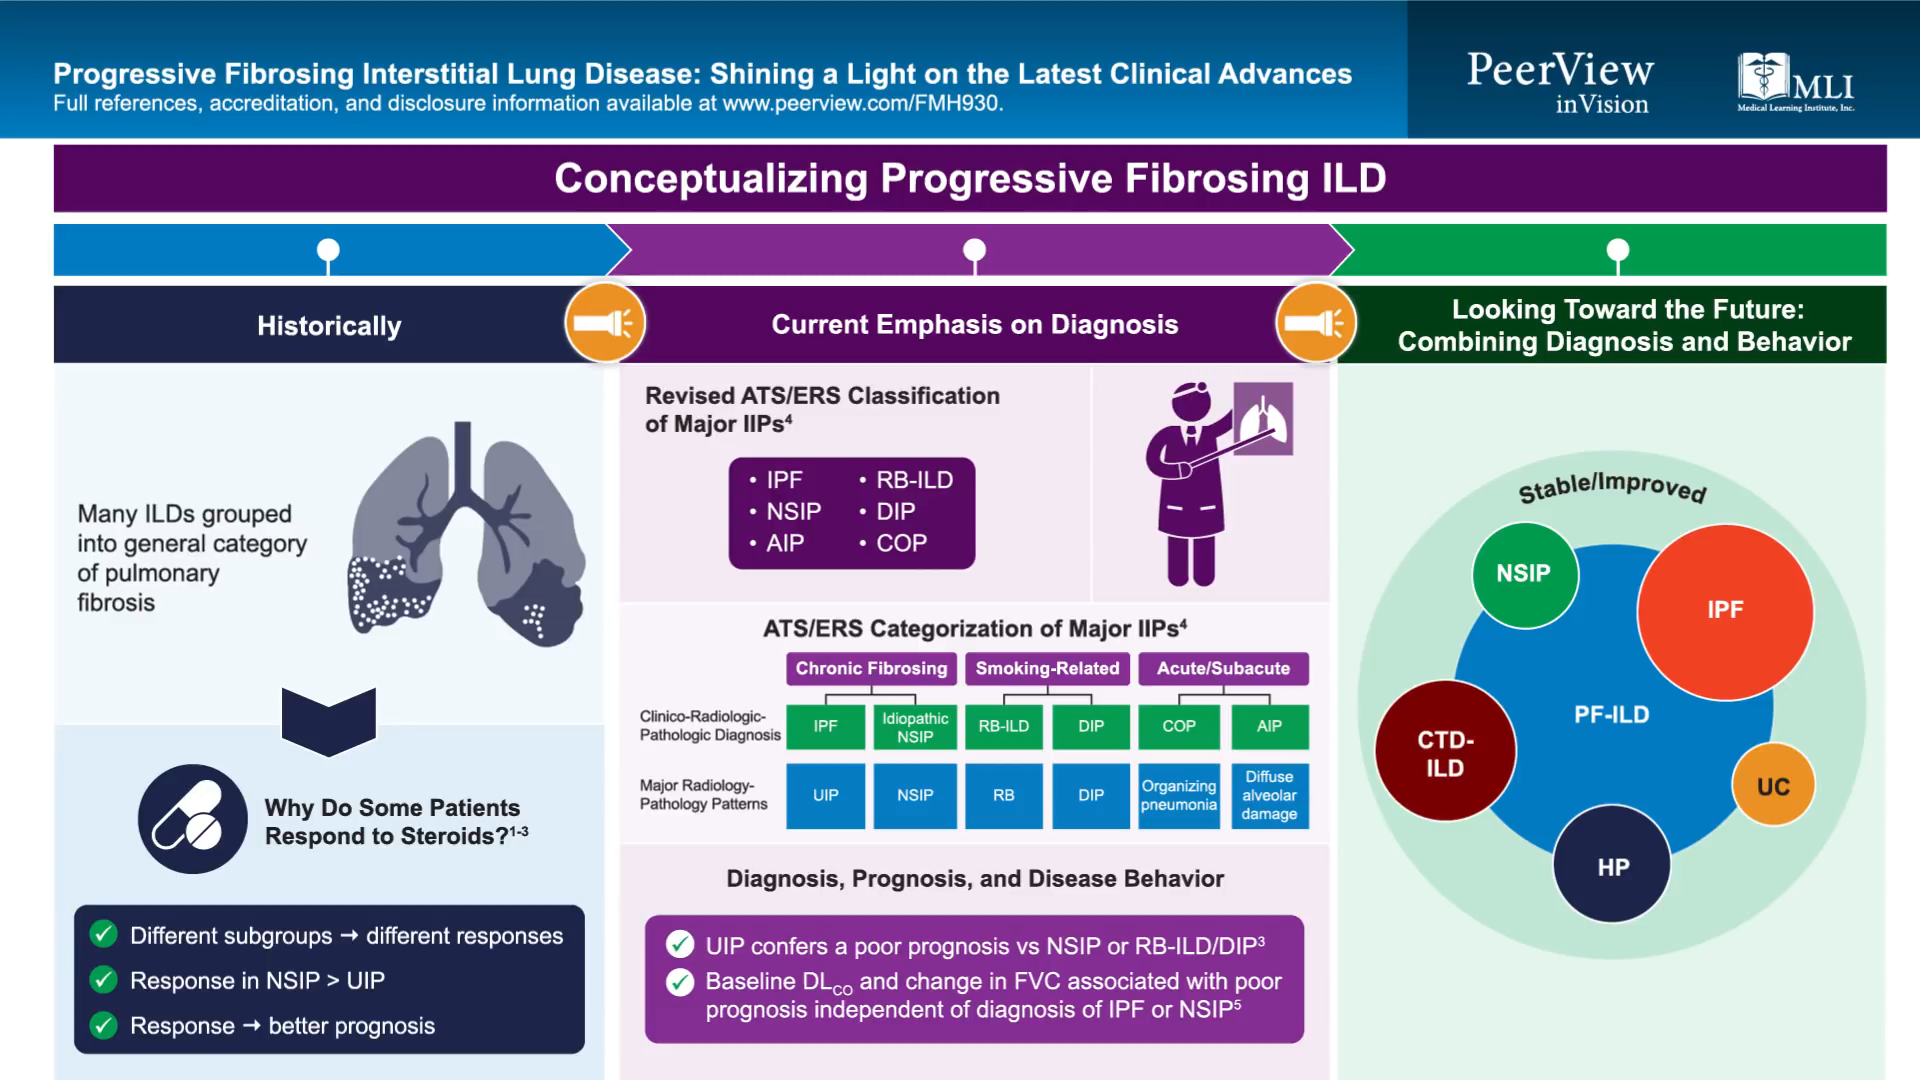 Progressive Fibrosing Interstitial Lung Disease: Shining a Light on the Latest Clinical Advances
Full references, accreditation, and disclosure information available at www.peerview.com/FMH930.
PeerView
in Vision
MLI
Medical Learning Institute, Inc.
Conceptualizing Progressive Fibrosing ILD
Historically
Many ILDs grouped
into general category
of pulmonary
fibrosis
Why Do Some Patients
Respond to Steroids?1-3
Different subgroups → different responses
Response in NSIP > UIP
Response → better prognosis
Current Emphasis on Diagnosis
Revised ATS/ERS Classification
of Major IIPs4
• IPF • RB-ILD
• NSIP • DIP
• AIP • COP
ATS/ERS Categorization of Major IIPs4
Chronic Fibrosing Smoking-Related Acute/Subacute
Clinico-Radiologic-
Pathologic Diagnosis
IPF
Idiopathic
NSIP
RB-ILD
DIP
COP
AIP
Major Radiology-
Pathology Patterns
UIP
NSIP
RB
DIP
Organizing
pneumonia
Diffuse
alveolar
damage
Diagnosis, Prognosis, and Disease Behavior
UIP confers a poor prognosis vs NSIP or RB-ILD/DIP3
Baseline DLCO and change in FVC associated with poor
prognosis independent of diagnosis of IPF or NSIP5
Looking Toward the Future:
Combining Diagnosis and Behavior
Stable/Improved
NSIP
IPF
PF-ILD
CTD-
ILD
UC
HP